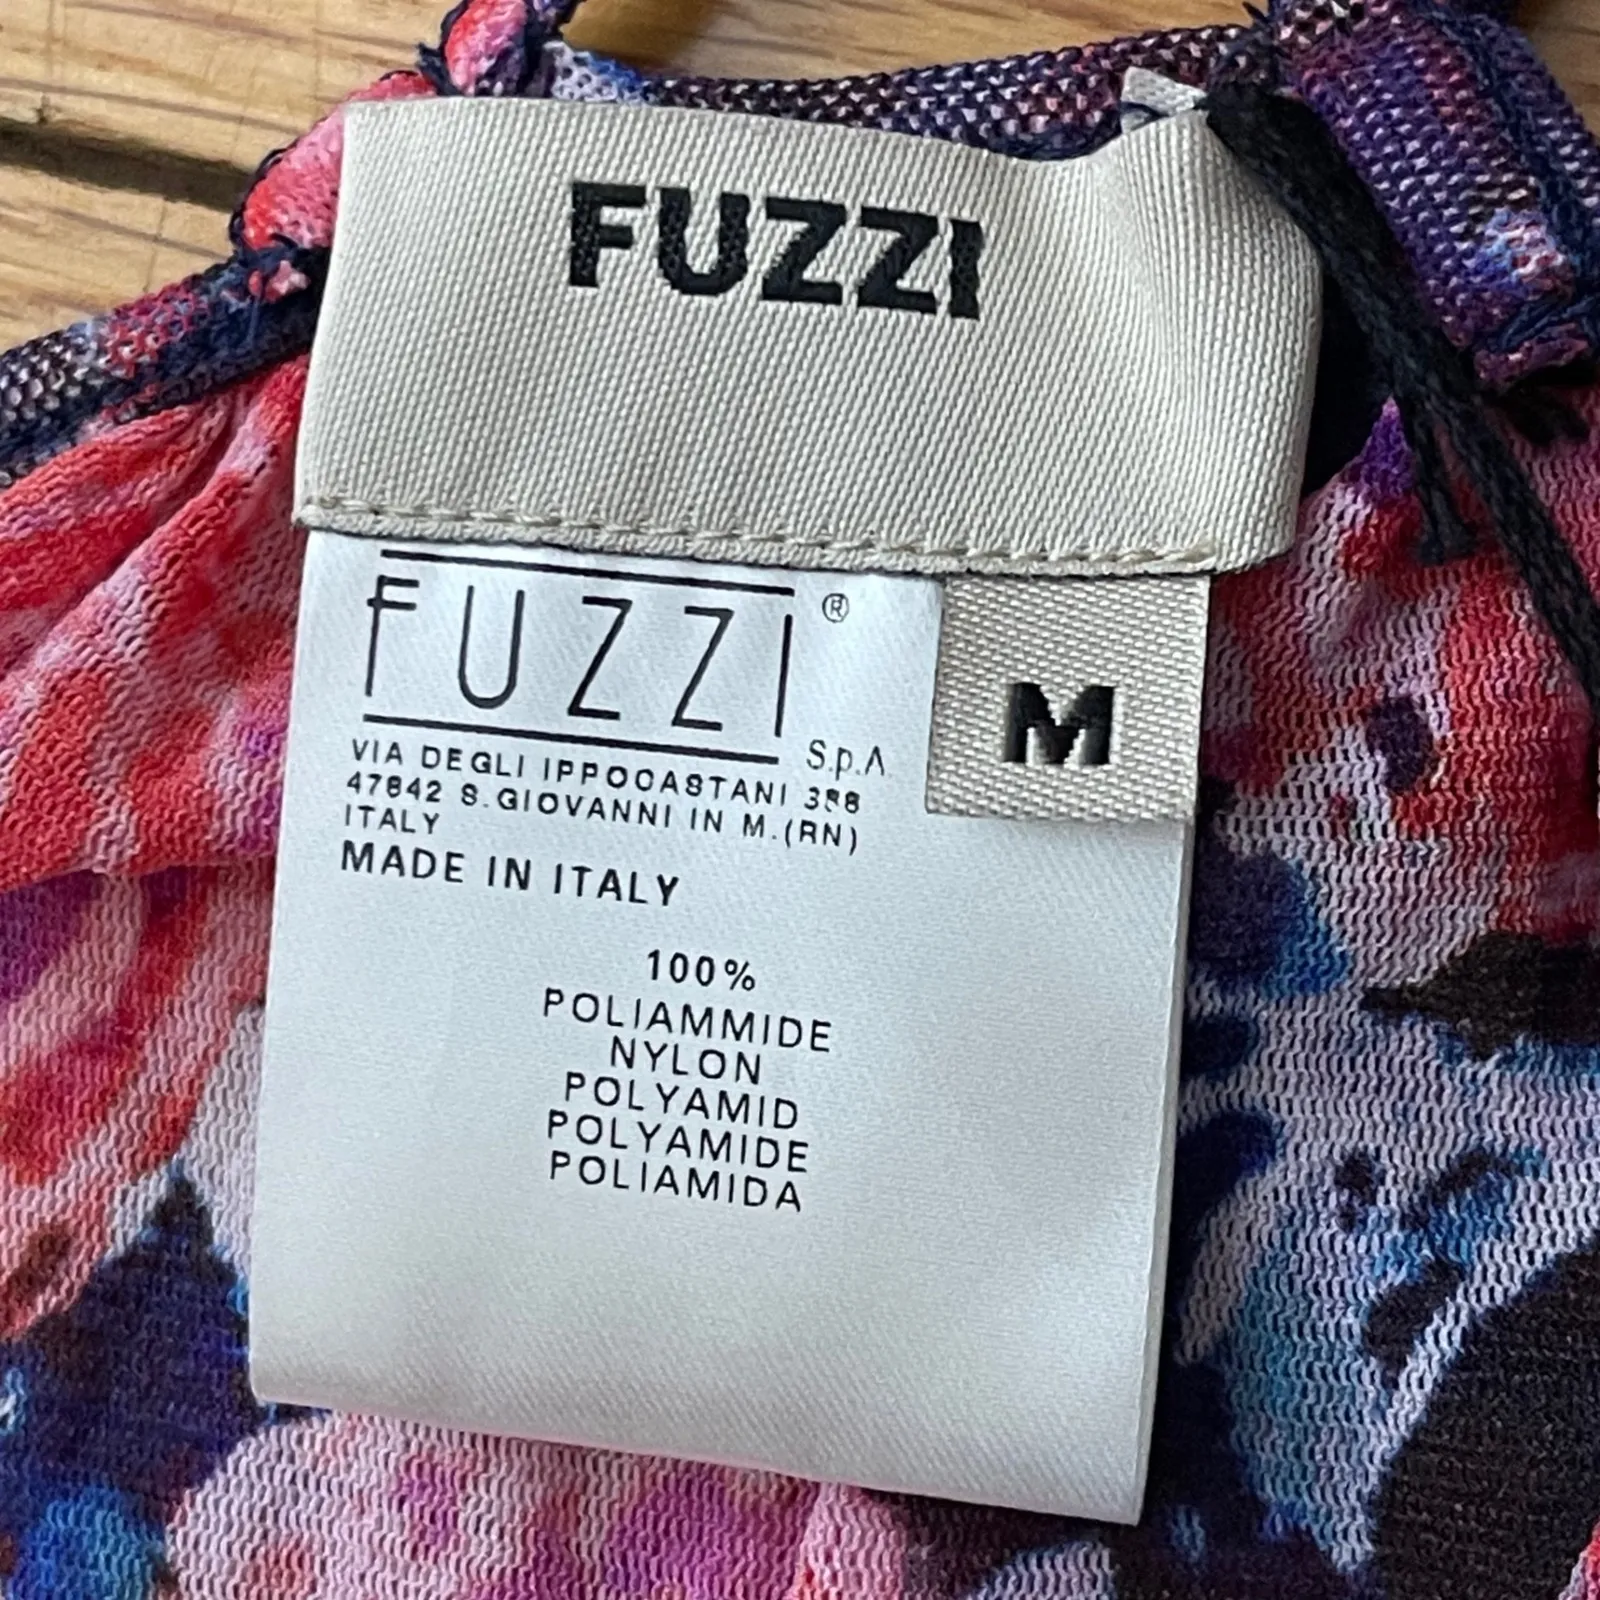 FUZZI
FUZZI®
S.p.A
M
VIA DEGLI IPPOCASTANI
47842 S.GIOVANNI IN M.(RN)
ITALY
MADE IN ITALY
100%
POLIAMMIDE
NYLON
POLYAMID
POLYAMIDE
POLIAMIDA